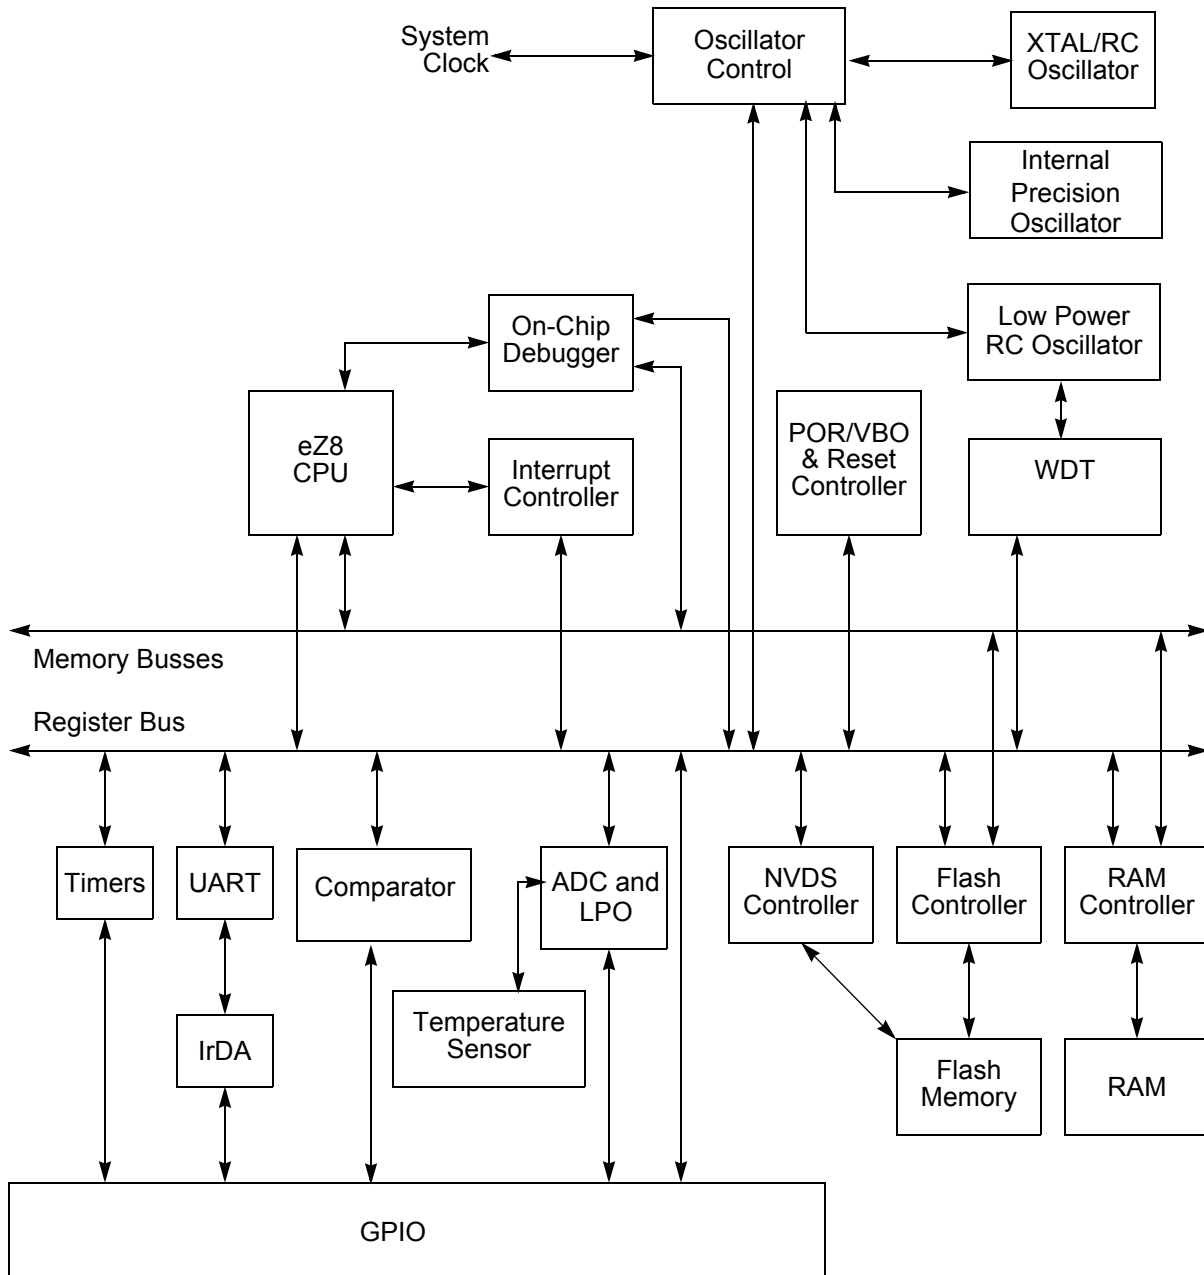 System
Clock
Oscillator
Control
XTAL/RC
Oscillator
Internal
Precision
Oscillator
On-Chip
Debugger
Low Power
RC Oscillator
eZ8
CPU
Interrupt
Controller
POR/VBO
& Reset
Controller
WDT
Memory Busses
Register Bus
Timers
UART
Comparator
ADC and
LPO
NVDS
Controller
Flash
Controller
RAM
Controller
Temperature
Sensor
IrDA
Flash
Memory
RAM
GPIO